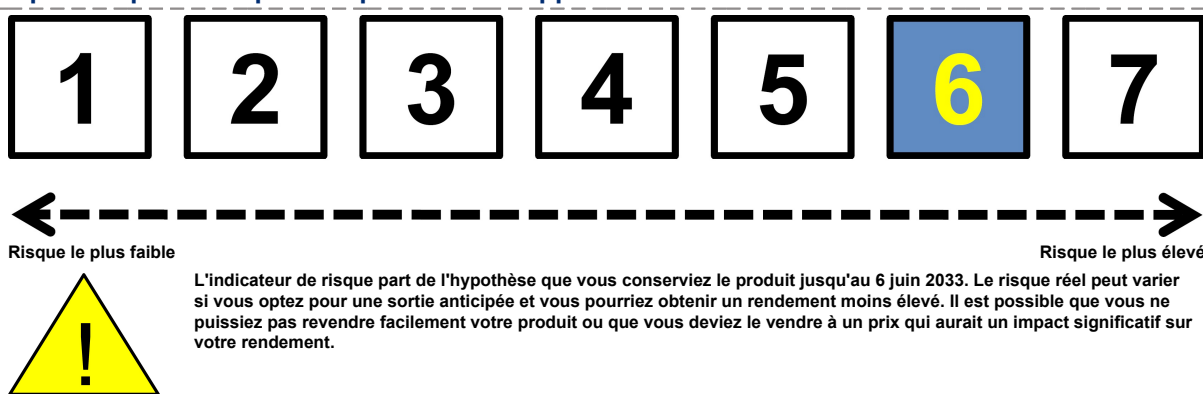 1 2 3 4 5 6 7
Risque le plus faible Risque le plus élevé
L'indicateur de risque part de l'hypothèse que vous conserviez le produit jusqu'au 6 juin 2033. Le risque réel peut varier
si vous optez pour une sortie anticipée et vous pourriez obtenir un rendement moins élevé. Il est possible que vous ne
puissiez pas revendre facilement votre produit ou que vous deviez le vendre à un prix qui aurait un impact significatif sur
votre rendement.
!